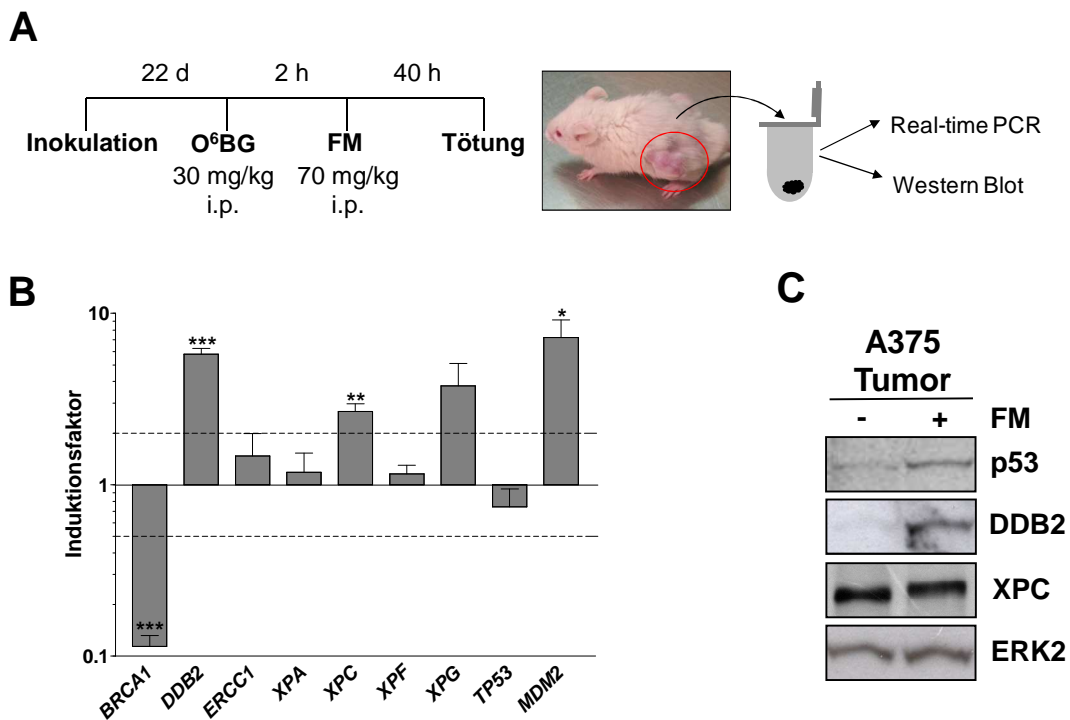 A
22 d 2 h 40 h
Inokulation O⁶BG FM Tötung
30 mg/kg 70 mg/kg
i.p. i.p.
Real-time PCR
Western Blot
B
Induktionsfaktor
10
1
0.1
***
***
**
*
BRCA1 DDB2 ERCC1 XPA XPC XPF XPG TP53 MDM2
C
A375
Tumor
- + FM
p53
DDB2
XPC
ERK2